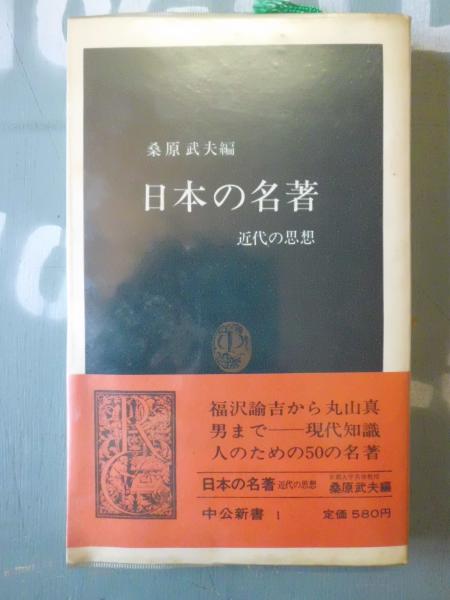 桑原武夫編
日本の名著
近代の思想
福沢諭吉から丸山真
男まで──現代知識
人のための50の名著
日本の名著 近代の思想
京都大学名誉教授
桑原武夫編
中公新書 1
定価580円